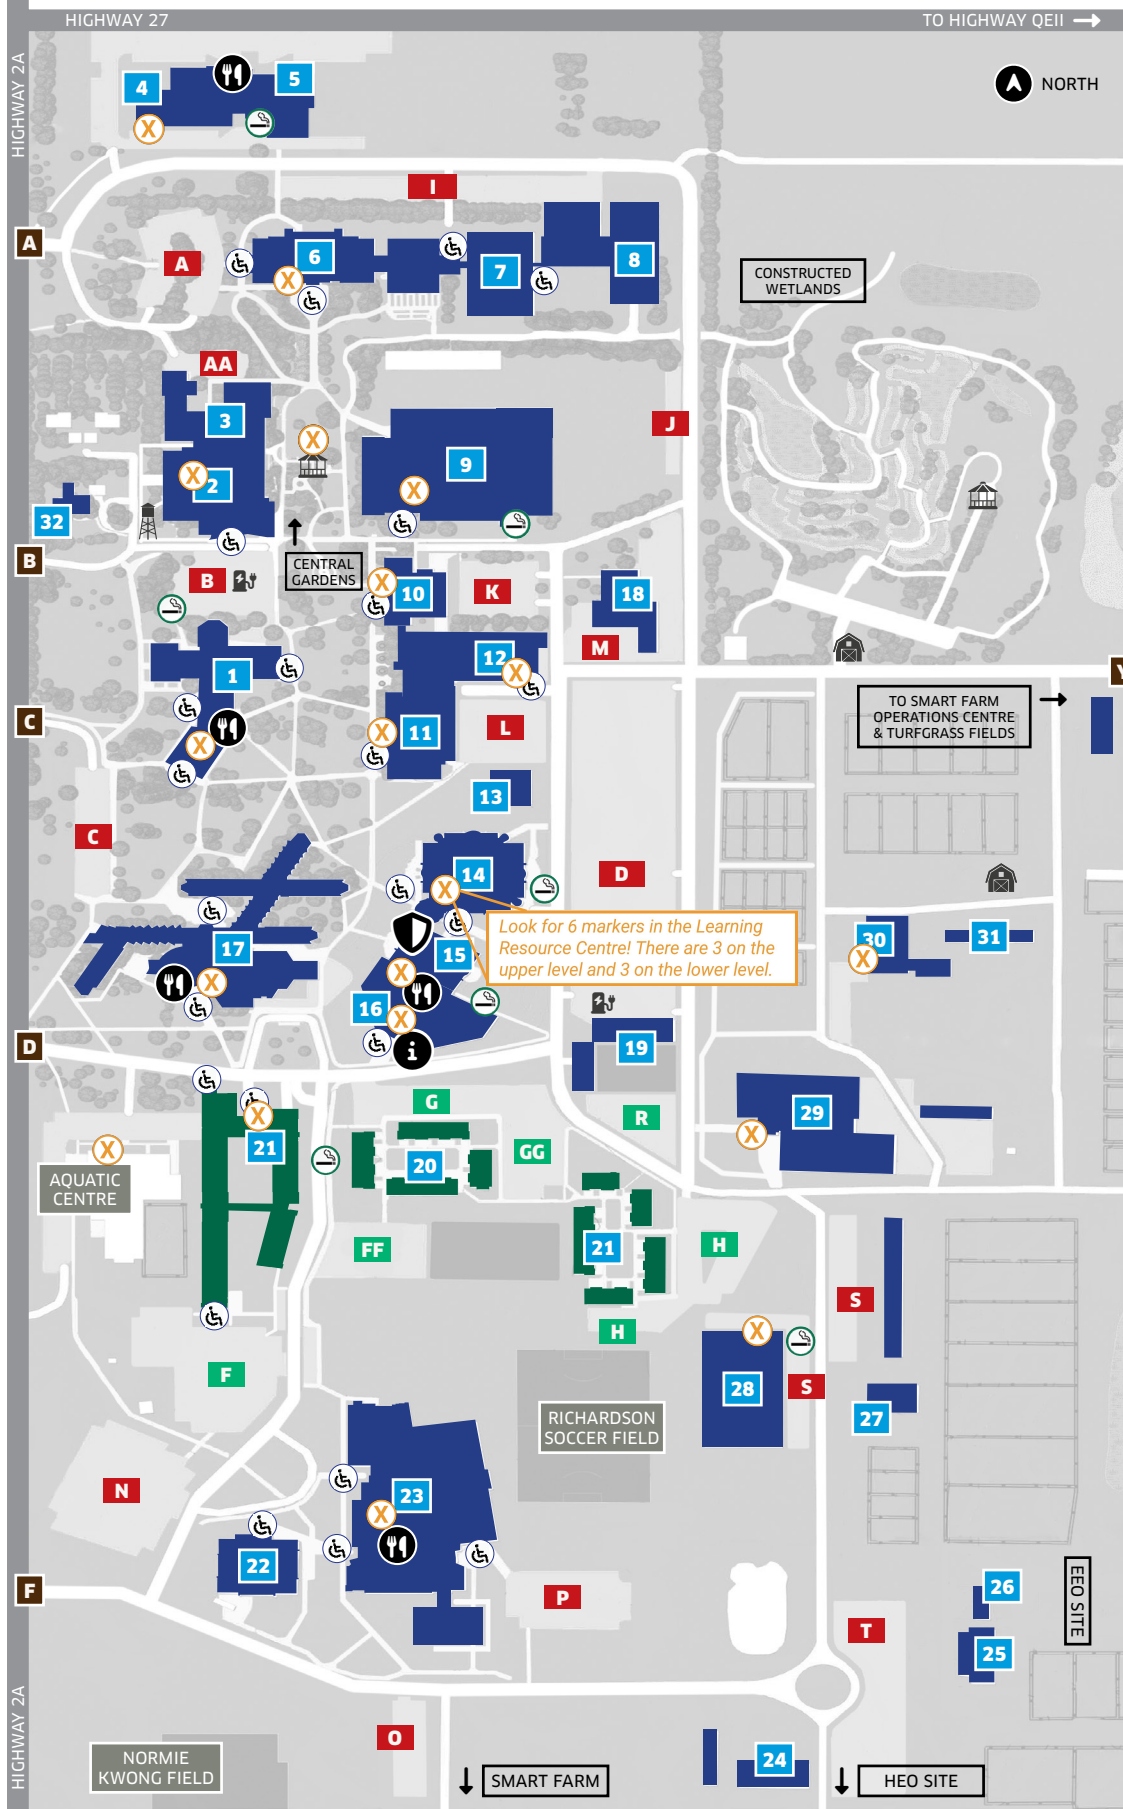 HIGHWAY 27
TO HIGHWAY QEII
HIGHWAY 2A
NORTH
4
5
X
I
A
A
6
7
8
X
CONSTRUCTED
WETLANDS
AA
3
J
X
9
X
2
X
32
B
CENTRAL
GARDENS
B
X
10
K
18
M
12
X
1
Y
C
X
X
11
L
TO SMART FARM
OPERATIONS CENTRE
& TURFGRASS FIELDS
13
C
14
X
D
Look for 6 markers in the Learning
Resource Centre! There are 3 on the
upper level and 3 on the lower level.
17
15
30
31
X
X
X
16
X
D
i
19
G
R
29
X
21
X
20
GG
X
AQUATIC
CENTRE
FF
21
H
S
H
X
F
28
S
27
RICHARDSON
SOCCER FIELD
N
23
X
22
F
P
26
EEO SITE
T
25
HIGHWAY 2A
O
NORMIE
KWONG FIELD
24
SMART FARM
HEO SITE